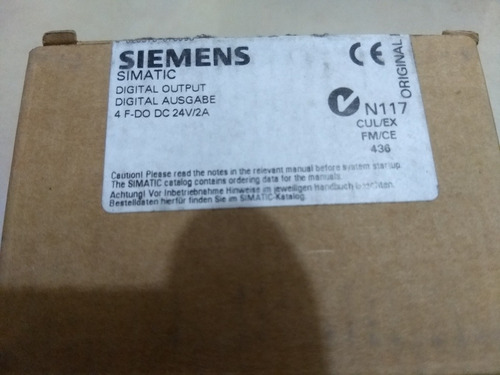 SIEMENS
SIMATIC
DIGITAL OUTPUT
DIGITAL AUSGABE
4 F-DO DC 24V/2A
CE
N117
CUL/EX
FM/CE
436
ORIGINAL
Caution! Please read the notes in the relevant manual before system startup.
The SIMATIC catalog contains ordering data for the manuals.
Achtung! Vor Inbetriebnahme Hinweise im jeweiligen Handbuch beachten.
Bestelldaten hierfür finden Sie im SIMATIC-Katalog.